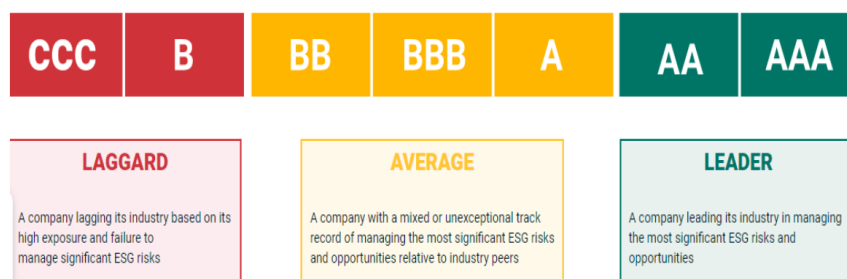 CCC B BB BBB A AA AAA
LAGGARD
A company lagging its industry based on its
high exposure and failure to
manage significant ESG risks
AVERAGE
A company with a mixed or unexceptional track
record of managing the most significant ESG risks
and opportunities relative to industry peers
LEADER
A company leading its industry in managing
the most significant ESG risks and
opportunities